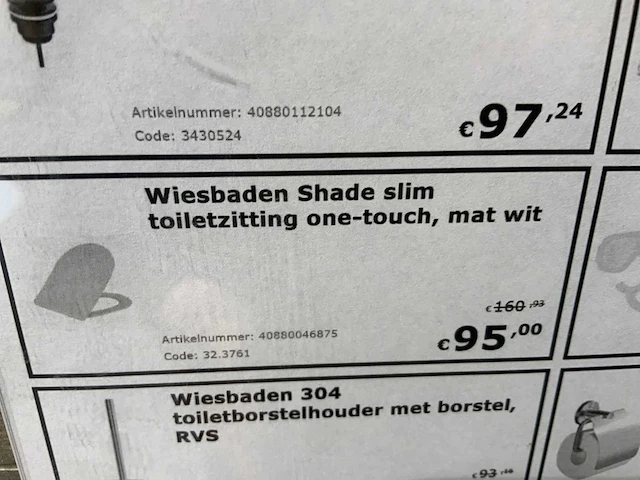 Artikelnummer: 40880112104
Code: 3430524
€97,24
Wiesbaden Shade slim
toiletzitting one-touch, mat wit
€160,93
Artikelnummer: 40880046875
Code: 32.3761
€95,00
Wiesbaden 304
toiletborstelhouder met borstel,
RVS